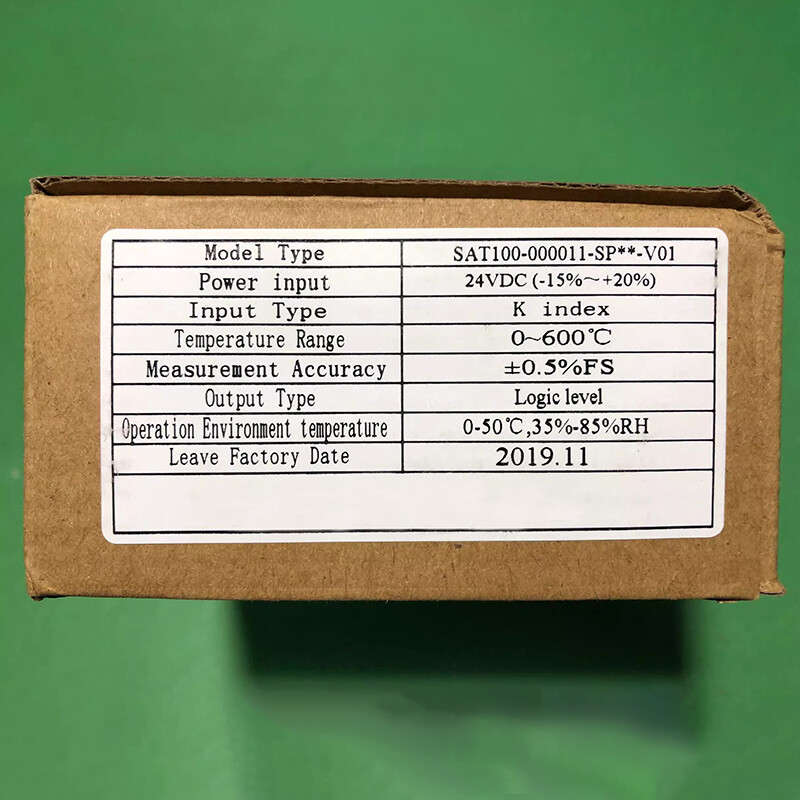 Model Type SAT100-000011-SP**-V01
Power input 24VDC (-15%～+20%)
Input Type K index
Temperature Range 0~600℃
Measurement Accuracy ±0.5%FS
Output Type Logic level
Operation Environment temperature 0-50℃,35%-85%RH
Leave Factory Date 2019.11